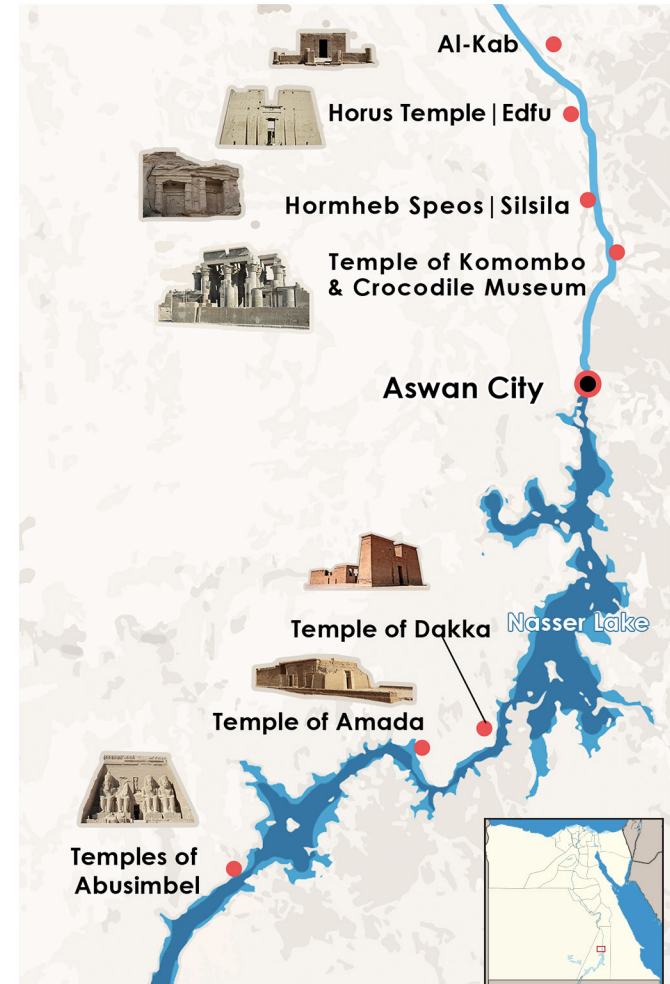 Al-Kab
Horus Temple|Edfu
Hormheb Speos|Silsila
Temple of Komombo
& Crocodile Museum
Aswan City
Nasser Lake
Temple of Dakka
Temple of Amada
Temples of
Abusimbel